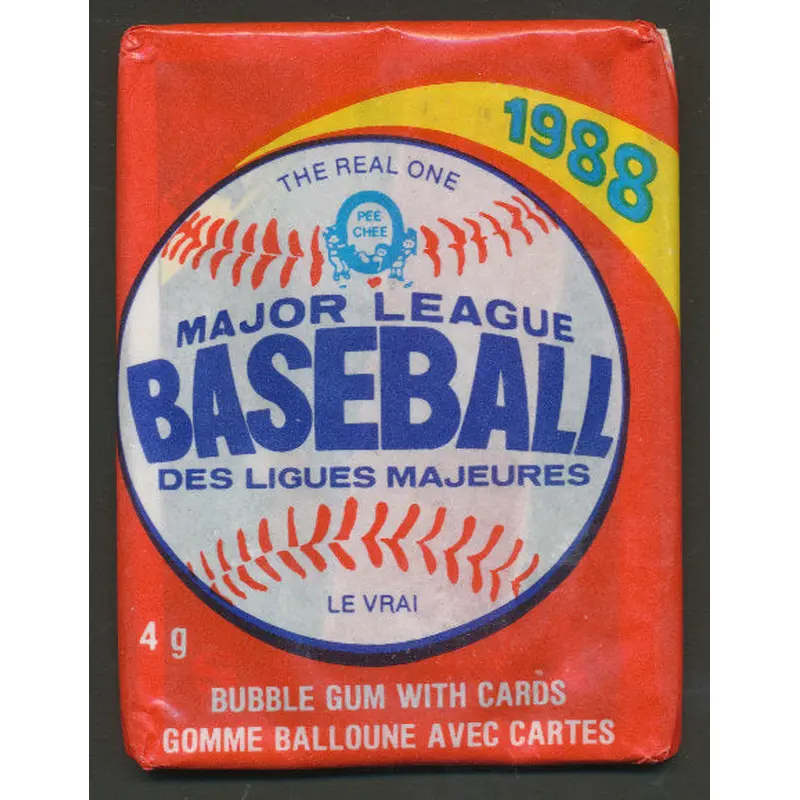 1988
THE REAL ONE
PEE
CHEE
MAJOR LEAGUE
BASEBALL
DES LIGUES MAJEURES
LE VRAI
4 g
BUBBLE GUM WITH CARDS
GOMME BALLOUNE AVEC CARTES